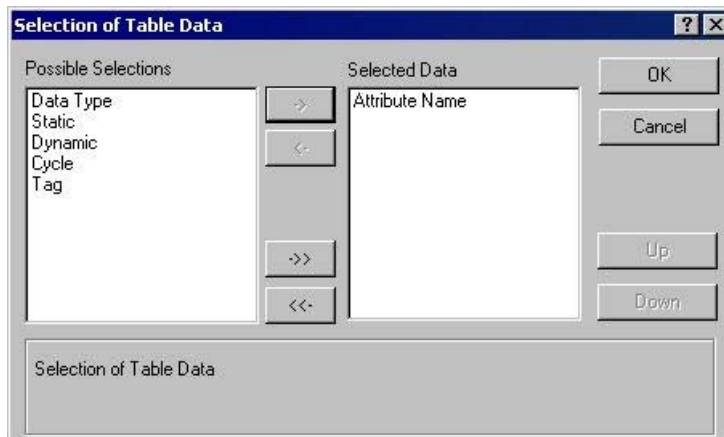 Selection of Table Data
Possible Selections
Data Type
Static
Dynamic
Cycle
Tag
->
<-
->>
<<-
Selected Data
Attribute Name
OK
Cancel
Up
Down
Selection of Table Data